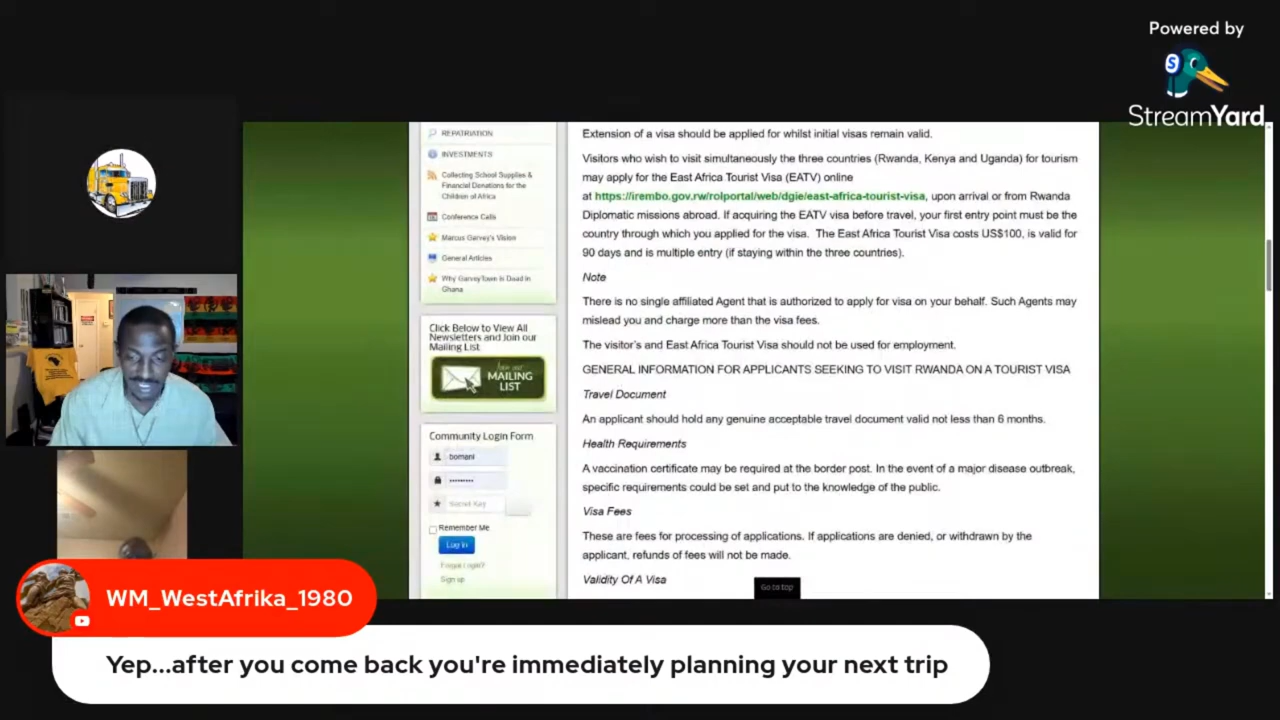 Powered by
StreamYard
REPATRIATION
INVESTMENTS
Collecting School Supplies &
Financial Donations for the
Children of Africa
Conference Calls
Marcus Garvey's Vision
General Articles
Why GarveyTown is Dead in
Ghana
Click Below to View All
Newsletters and Join our
Mailing List
MAILING
LIST
Community Login Form
bomani
Secret Key
Remember Me
Log in
Forgot Login?
Sign up
Extension of a visa should be applied for whilst initial visas remain valid.
Visitors who wish to visit simultaneously the three countries (Rwanda, Kenya and Uganda) for tourism
may apply for the East Africa Tourist Visa (EATV) online
at https://irembo.gov.rw/rolportal/web/dgie/east-africa-tourist-visa, upon arrival or from Rwanda
Diplomatic missions abroad. If acquiring the EATV visa before travel, your first entry point must be the
country through which you applied for the visa. The East Africa Tourist Visa costs US$100, is valid for
90 days and is multiple entry (if staying within the three countries).
Note
There is no single affiliated Agent that is authorized to apply for visa on your behalf. Such Agents may
mislead you and charge more than the visa fees.
The visitor's and East Africa Tourist Visa should not be used for employment.
GENERAL INFORMATION FOR APPLICANTS SEEKING TO VISIT RWANDA ON A TOURIST VISA
Travel Document
An applicant should hold any genuine acceptable travel document valid not less than 6 months.
Health Requirements
A vaccination certificate may be required at the border post. In the event of a major disease outbreak,
specific requirements could be set and put to the knowledge of the public.
Visa Fees
These are fees for processing of applications. If applications are denied, or withdrawn by the
applicant, refunds of fees will not be made.
Validity Of A Visa
Go to top
WM_WestAfrika_1980
Yep...after you come back you're immediately planning your next trip